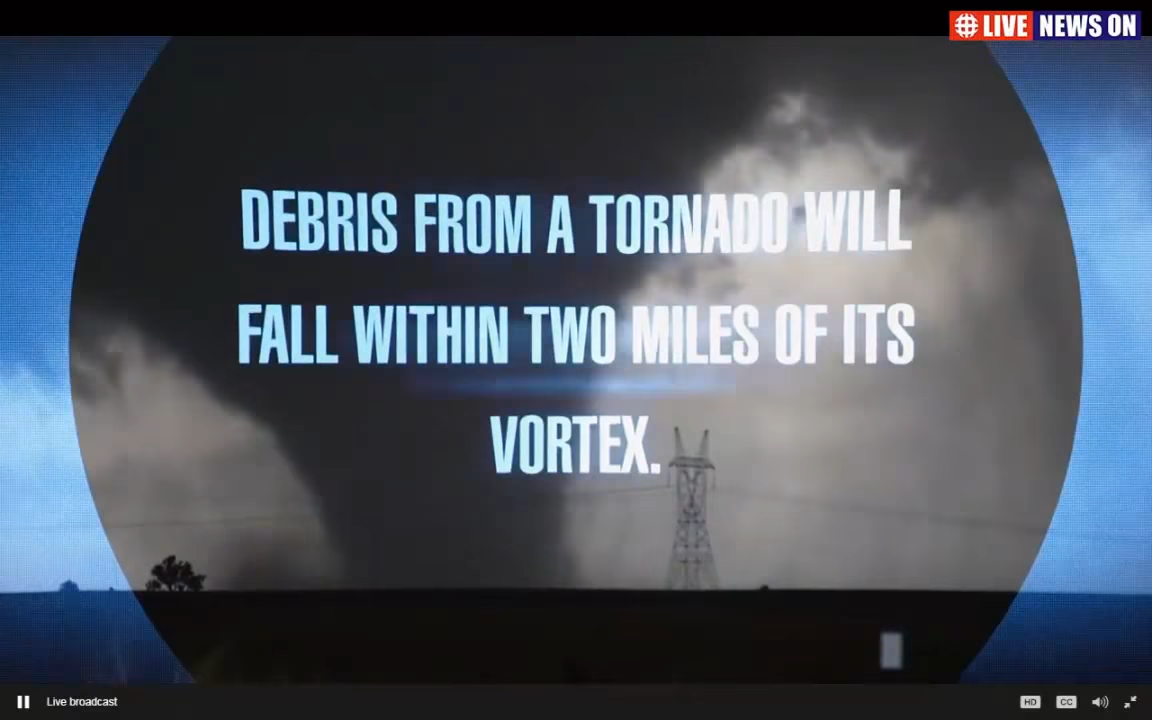 LIVE NEWS ON
DEBRIS FROM A TORNADO WILL
FALL WITHIN TWO MILES OF ITS
VORTEX.
Live broadcast
HD CC